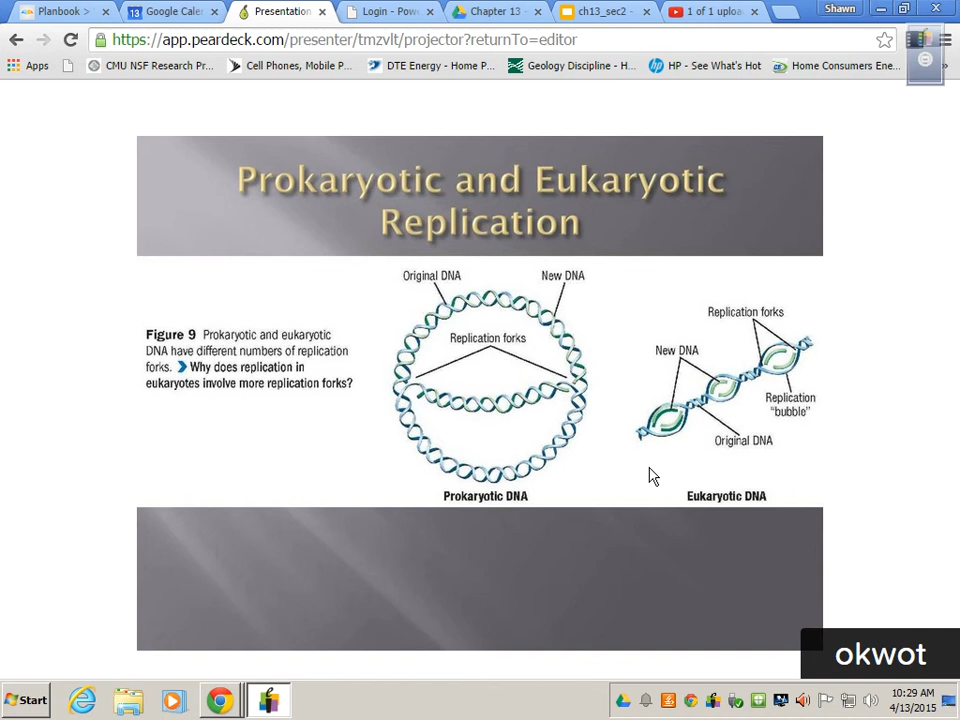 Planbook >
13 Google Cale
Presentation
Login - Pow
Chapter 13 -
ch13_sec2 -
1 of 1 uploa
Shawn
https://app.peardeck.com/presenter/tmzvlt/projector?returnTo=editor
Apps
CMU NSF Research Pr...
Cell Phones, Mobile P...
DTE Energy - Home P...
Geology Discipline - H...
hp HP - See What's Hot
Home Consumers Ene...
»
Prokaryotic and Eukaryotic
Replication
Original DNA
New DNA
Replication forks
Figure 9 Prokaryotic and eukaryotic
DNA have different numbers of replication
forks. Why does replication in
eukaryotes involve more replication forks?
Prokaryotic DNA
Replication forks
New DNA
Replication
"bubble"
Original DNA
Eukaryotic DNA
okwot
Start
10:29 AM
4/13/2015